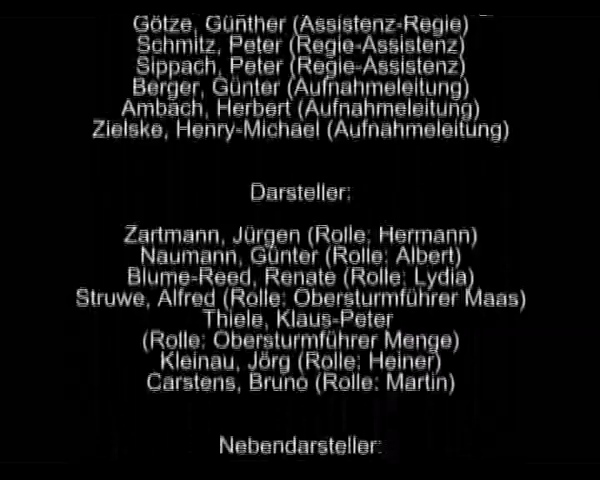 Götze, Günther (Assistenz-Regie)
Schmitz, Peter (Regie-Assistenz)
Sippach, Peter (Regie-Assistenz)
Berger, Günter (Aufnahmeleitung)
Ambach, Herbert (Aufnahmeleitung)
Zielske, Henry-Michael (Aufnahmeleitung)
Darsteller:
Zartmann, Jürgen (Rolle: Hermann)
Naumann, Günter (Rolle: Albert)
Blume-Reed, Renate (Rolle: Lydia)
Struwe, Alfred (Rolle: Obersturmführer Maas)
Thiele, Klaus-Peter
(Rolle: Obersturmführer Menge)
Kleinau, Jörg (Rolle: Heiner)
Carstens, Bruno (Rolle: Martin)
Nebendarsteller: